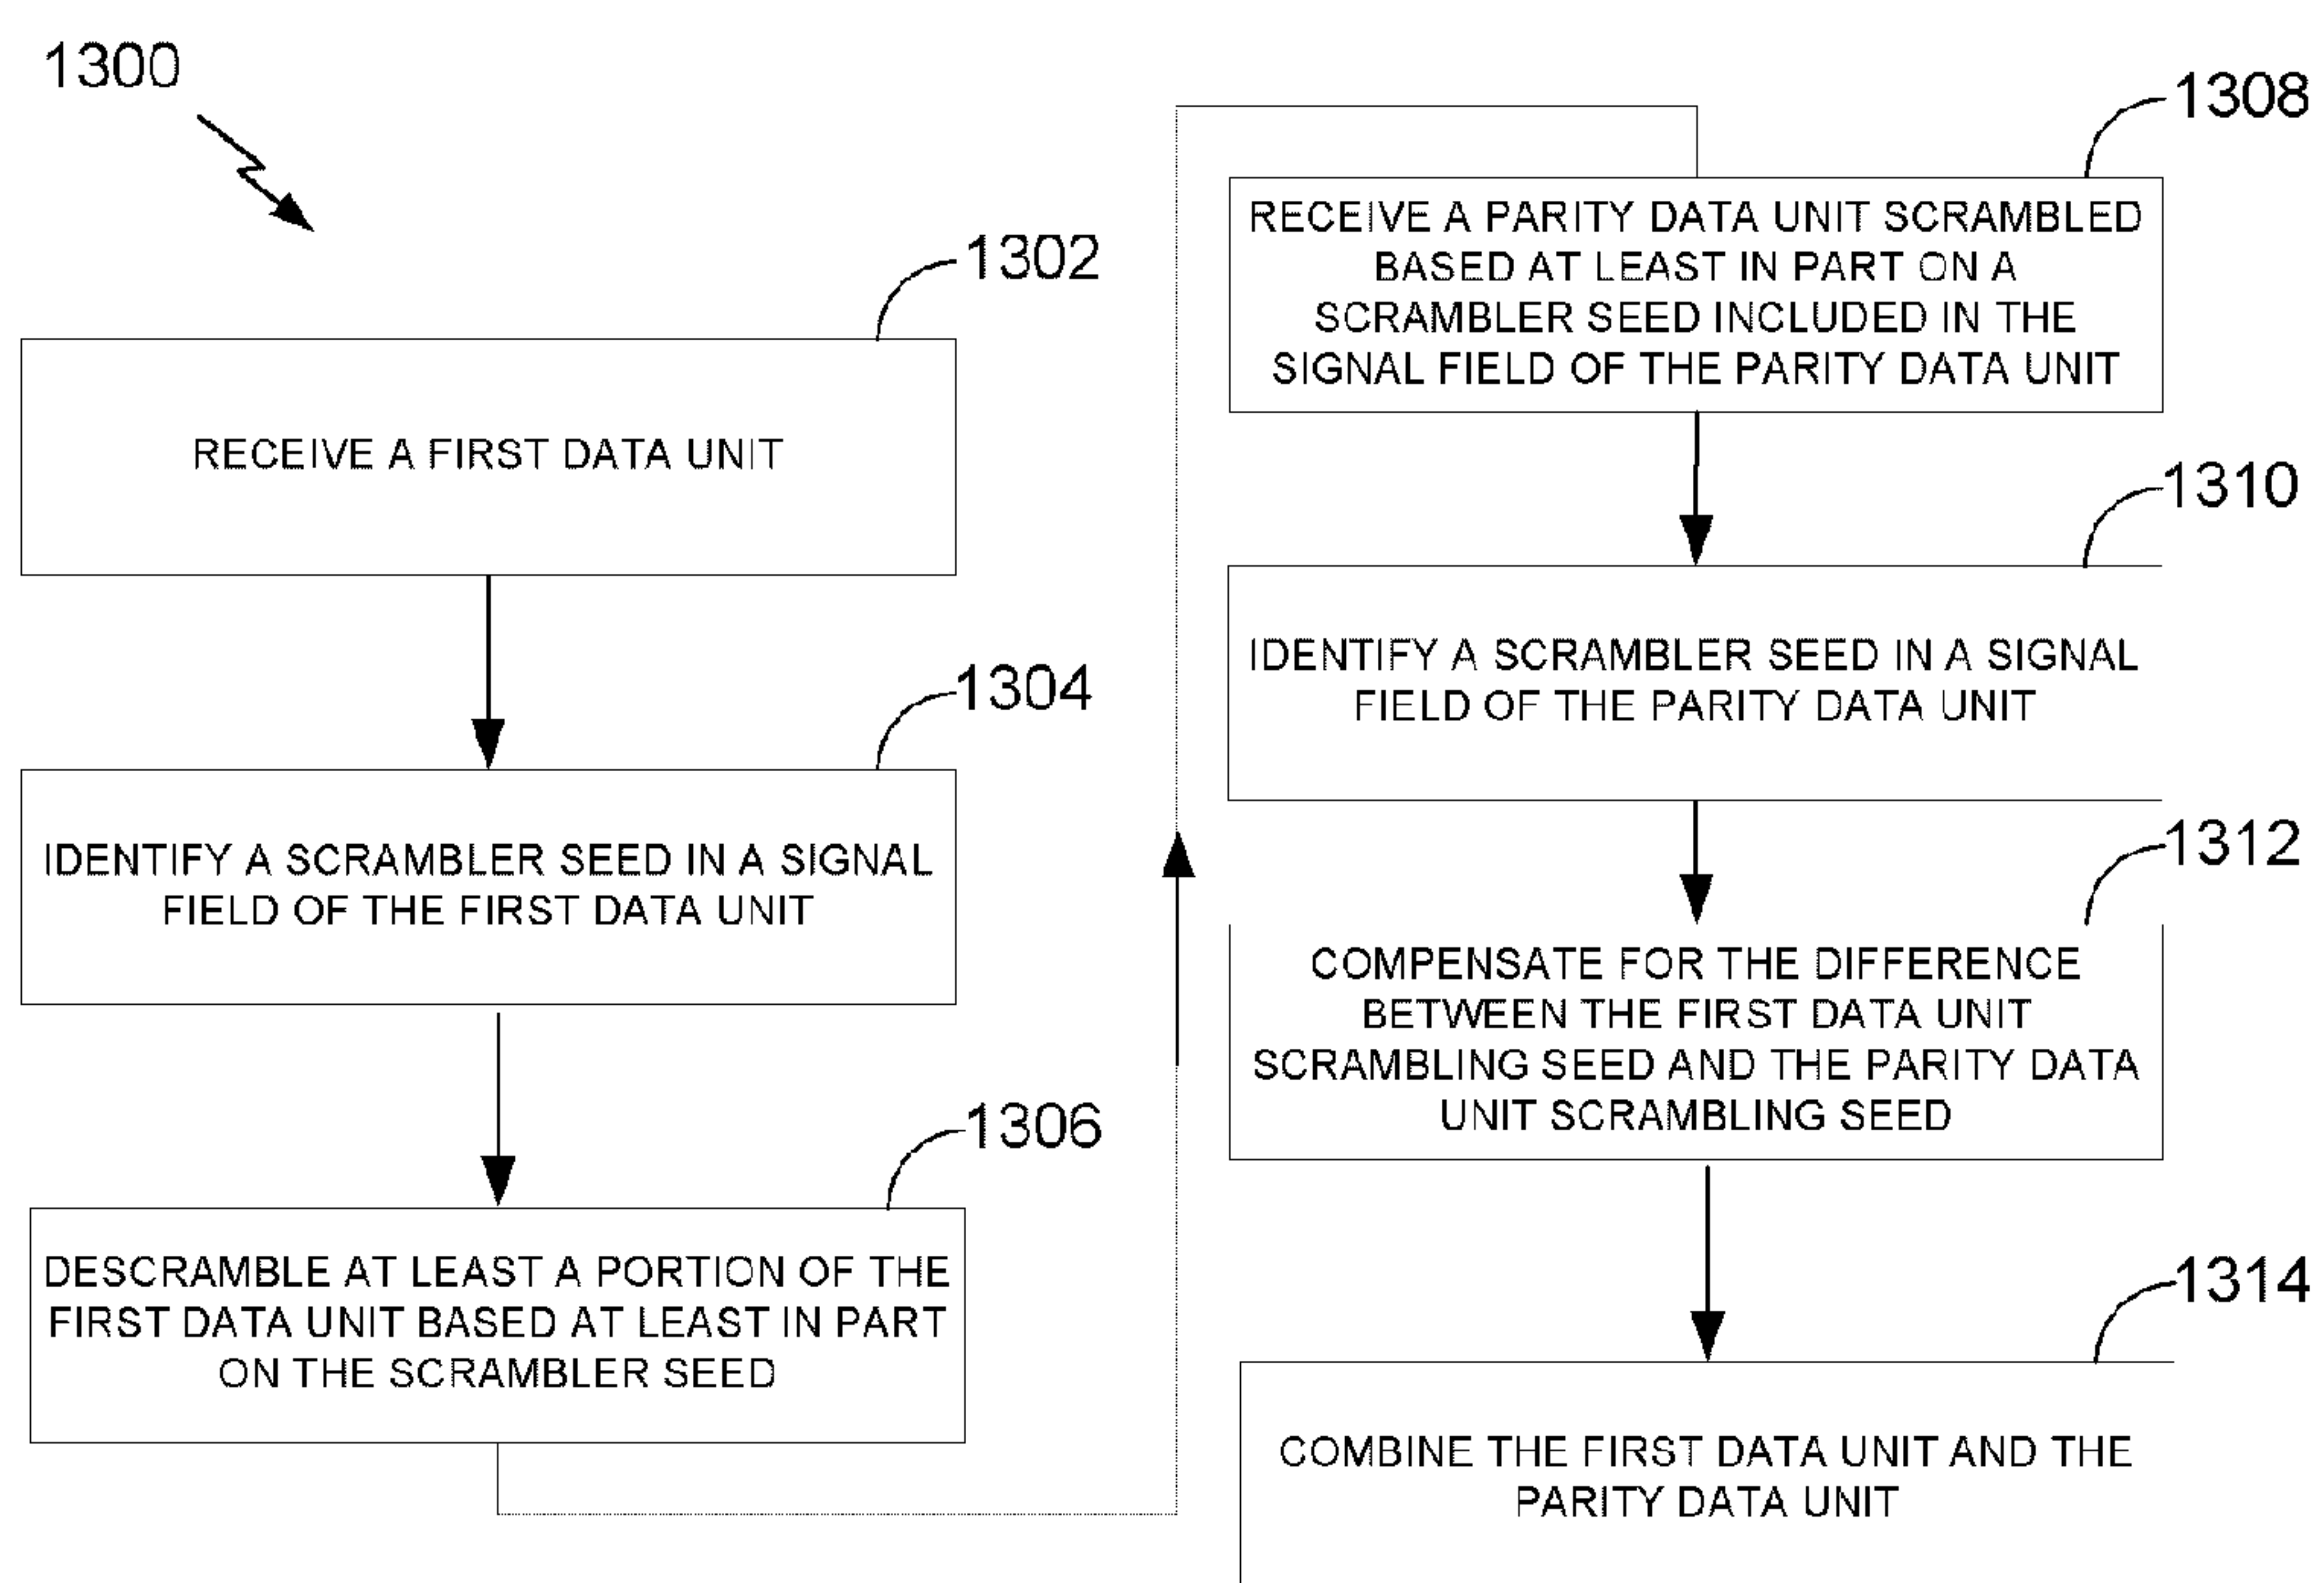 1300
1302
RECEIVE A FIRST DATA UNIT
1304
IDENTIFY A SCRAMBLER SEED IN A SIGNAL
FIELD OF THE FIRST DATA UNIT
1306
DESCRAMBLE AT LEAST A PORTION OF THE
FIRST DATA UNIT BASED AT LEAST IN PART
ON THE SCRAMBLER SEED
1308
RECEIVE A PARITY DATA UNIT SCRAMBLED
BASED AT LEAST IN PART ON A
SCRAMBLER SEED INCLUDED IN THE
SIGNAL FIELD OF THE PARITY DATA UNIT
1310
IDENTIFY A SCRAMBLER SEED IN A SIGNAL
FIELD OF THE PARITY DATA UNIT
1312
COMPENSATE FOR THE DIFFERENCE
BETWEEN THE FIRST DATA UNIT
SCRAMBLING SEED AND THE PARITY DATA
UNIT SCRAMBLING SEED
1314
COMBINE THE FIRST DATA UNIT AND THE
PARITY DATA UNIT